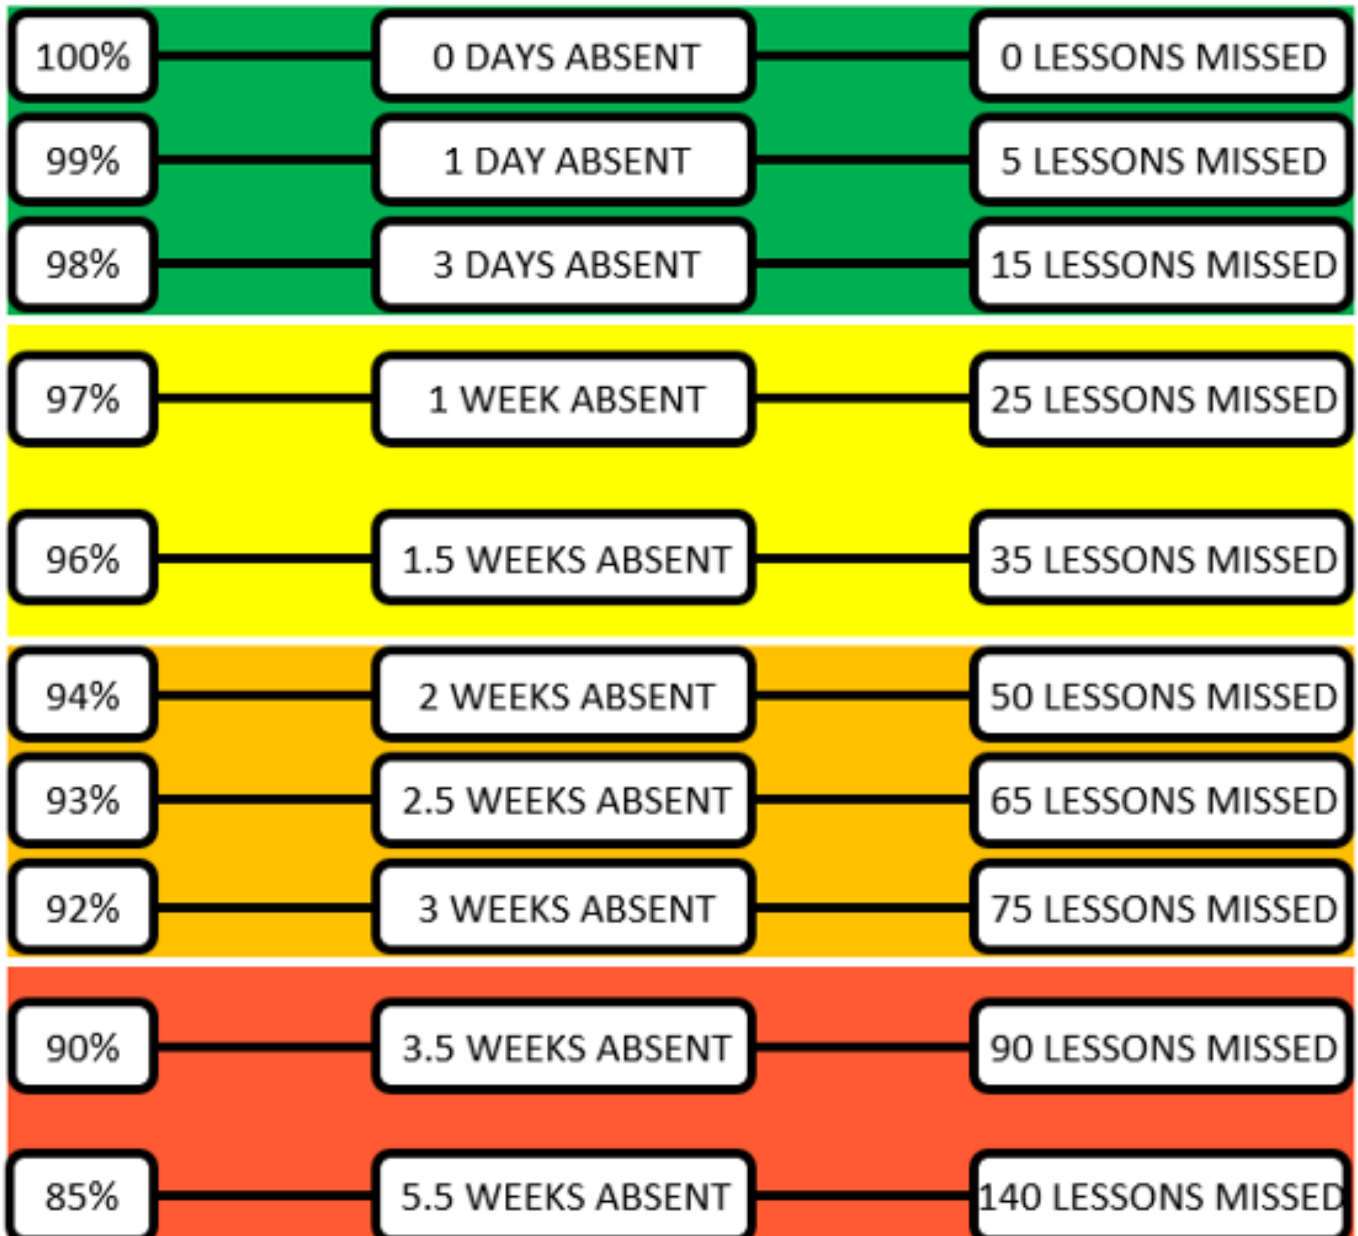 100% 0 DAYS ABSENT 0 LESSONS MISSED
99% 1 DAY ABSENT 5 LESSONS MISSED
98% 3 DAYS ABSENT 15 LESSONS MISSED
97% 1 WEEK ABSENT 25 LESSONS MISSED
96% 1.5 WEEKS ABSENT 35 LESSONS MISSED
94% 2 WEEKS ABSENT 50 LESSONS MISSED
93% 2.5 WEEKS ABSENT 65 LESSONS MISSED
92% 3 WEEKS ABSENT 75 LESSONS MISSED
90% 3.5 WEEKS ABSENT 90 LESSONS MISSED
85% 5.5 WEEKS ABSENT 140 LESSONS MISSED